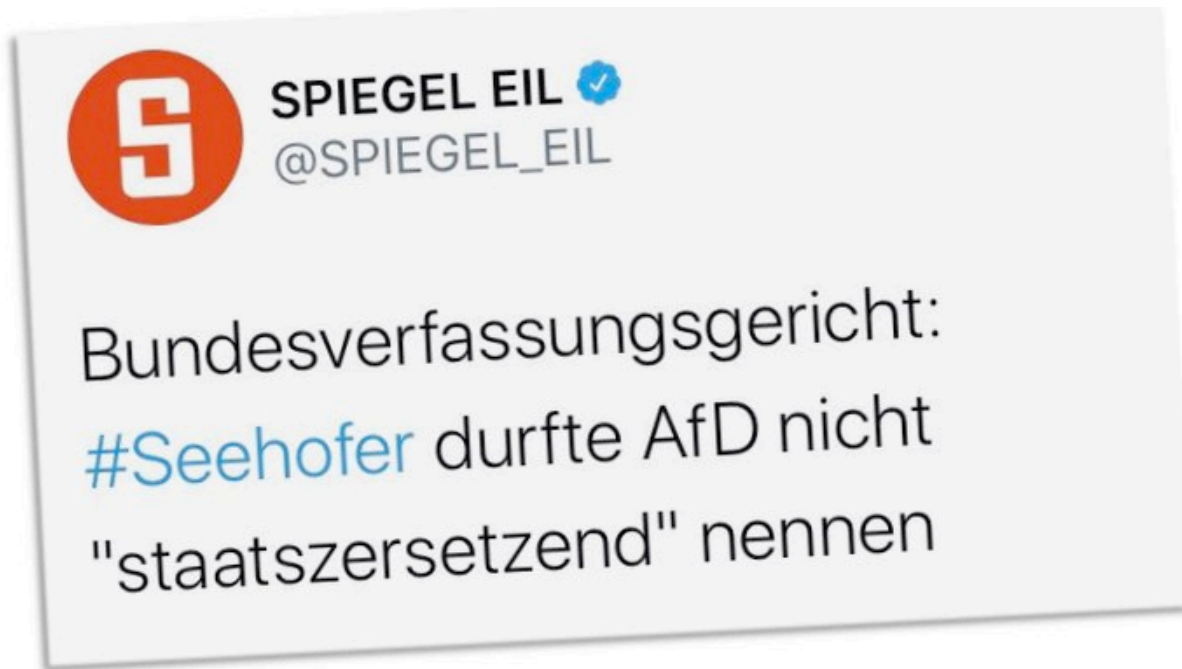 SPIEGEL EIL
@SPIEGEL_EIL
Bundesverfassungsgericht:
#Seehofer durfte AfD nicht
"staatszersetzend" nennen